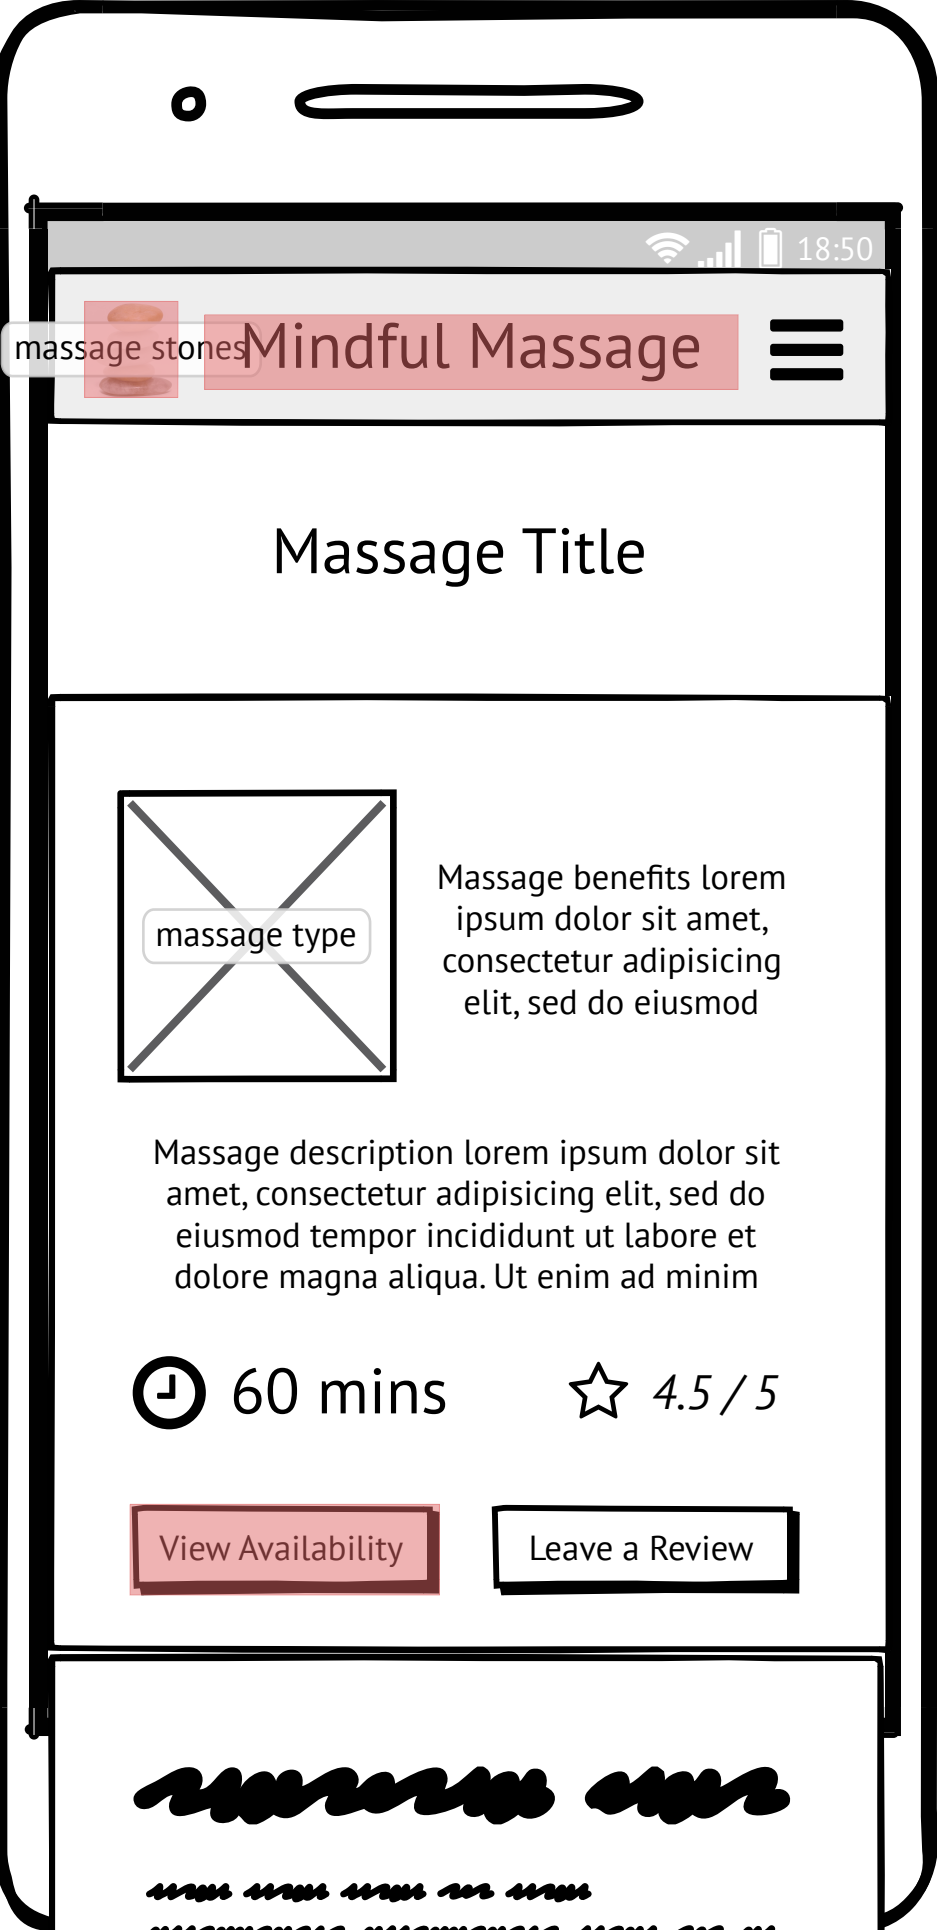 18:50
massage stones
Mindful Massage
Massage Title
massage type
Massage benefits lorem
ipsum dolor sit amet,
consectetur adipisicing
elit, sed do eiusmod
Massage description lorem ipsum dolor sit
amet, consectetur adipisicing elit, sed do
eiusmod tempor incididunt ut labore et
dolore magna aliqua. Ut enim ad minim
60 mins
4.5 / 5
View Availability
Leave a Review